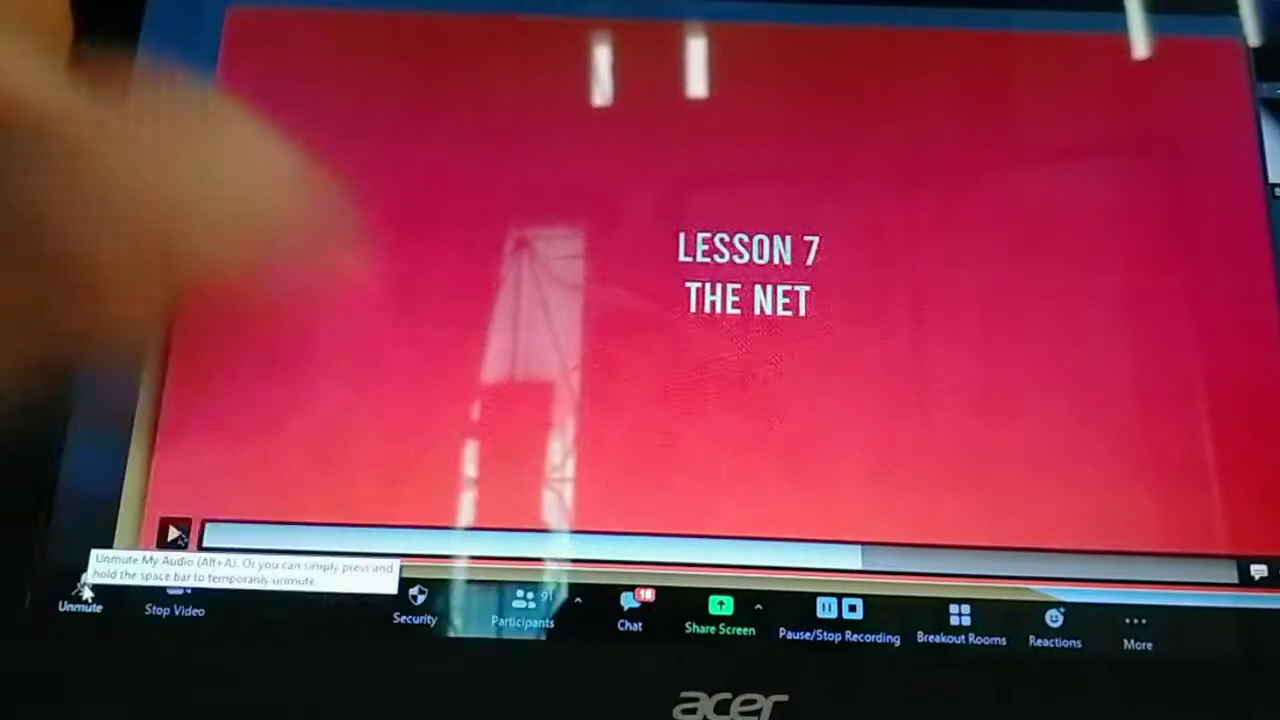 LESSON 7
THE NET
Unmute My Audio (Alt+A). Or you can simply press and
hold the space bar to temporarily unmute.
Unmute
Stop Video
Security
91
Participants
18
Chat
Share Screen
Pause/Stop Recording
Breakout Rooms
Reactions
More
acer